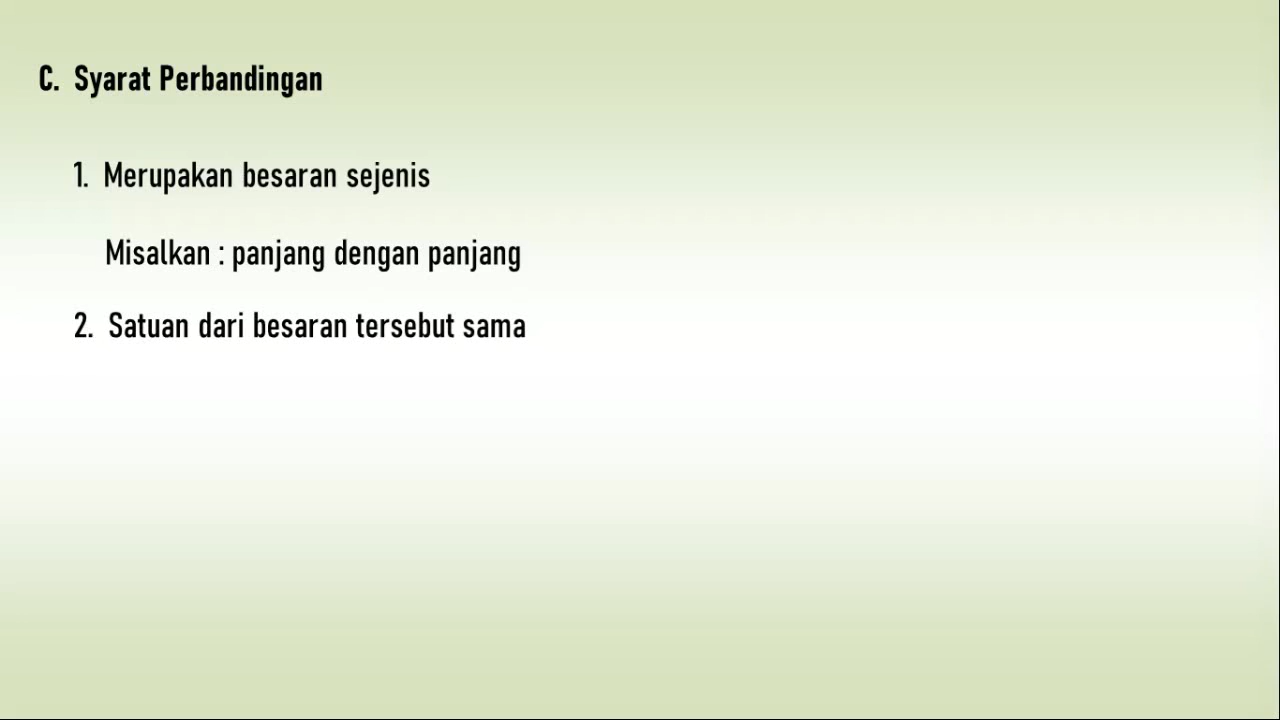 C. Syarat Perbandingan
1. Merupakan besaran sejenis
Misalkan : panjang dengan panjang
2. Satuan dari besaran tersebut sama